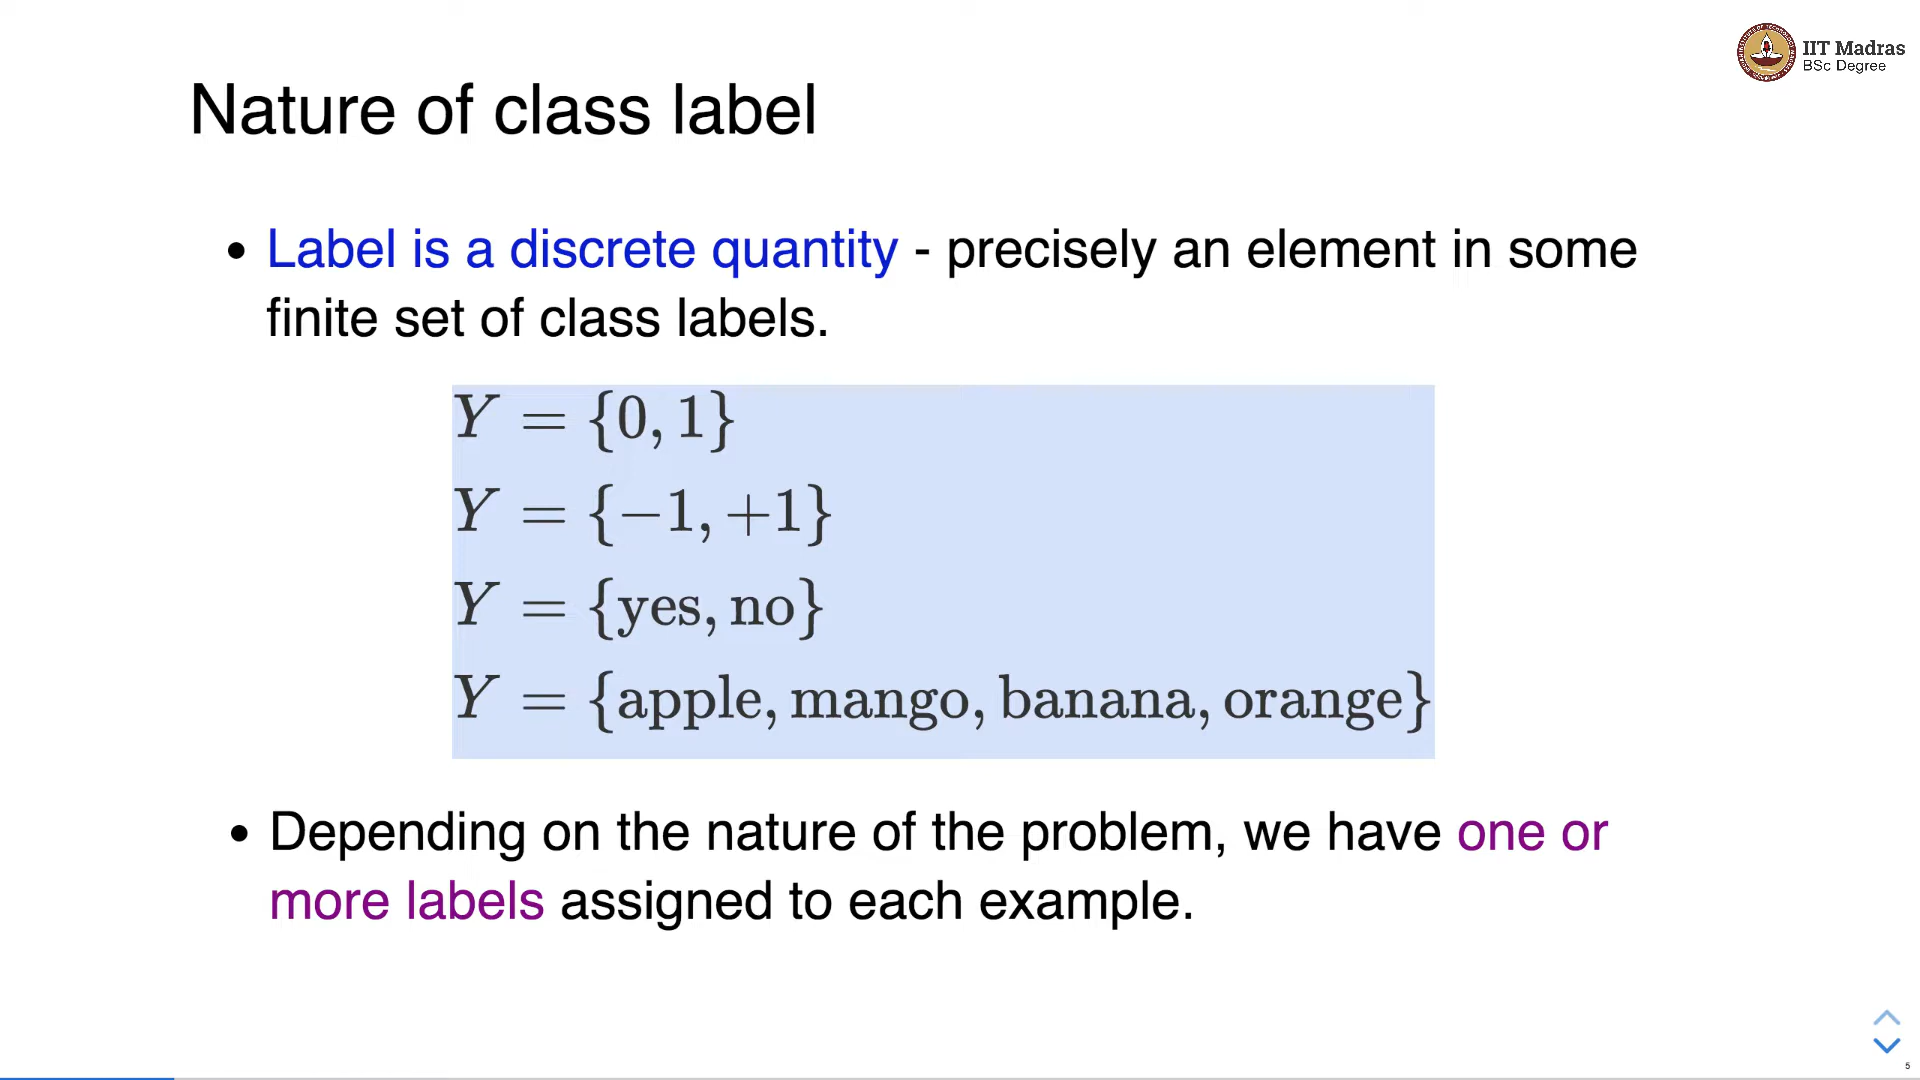 IIT Madras
BSc Degree
Nature of class label
• Label is a discrete quantity - precisely an element in some
finite set of class labels.
Y = {0, 1}
Y = {−1, +1}
Y = {yes, no}
Y = {apple, mango, banana, orange}
• Depending on the nature of the problem, we have one or
more labels assigned to each example.
5